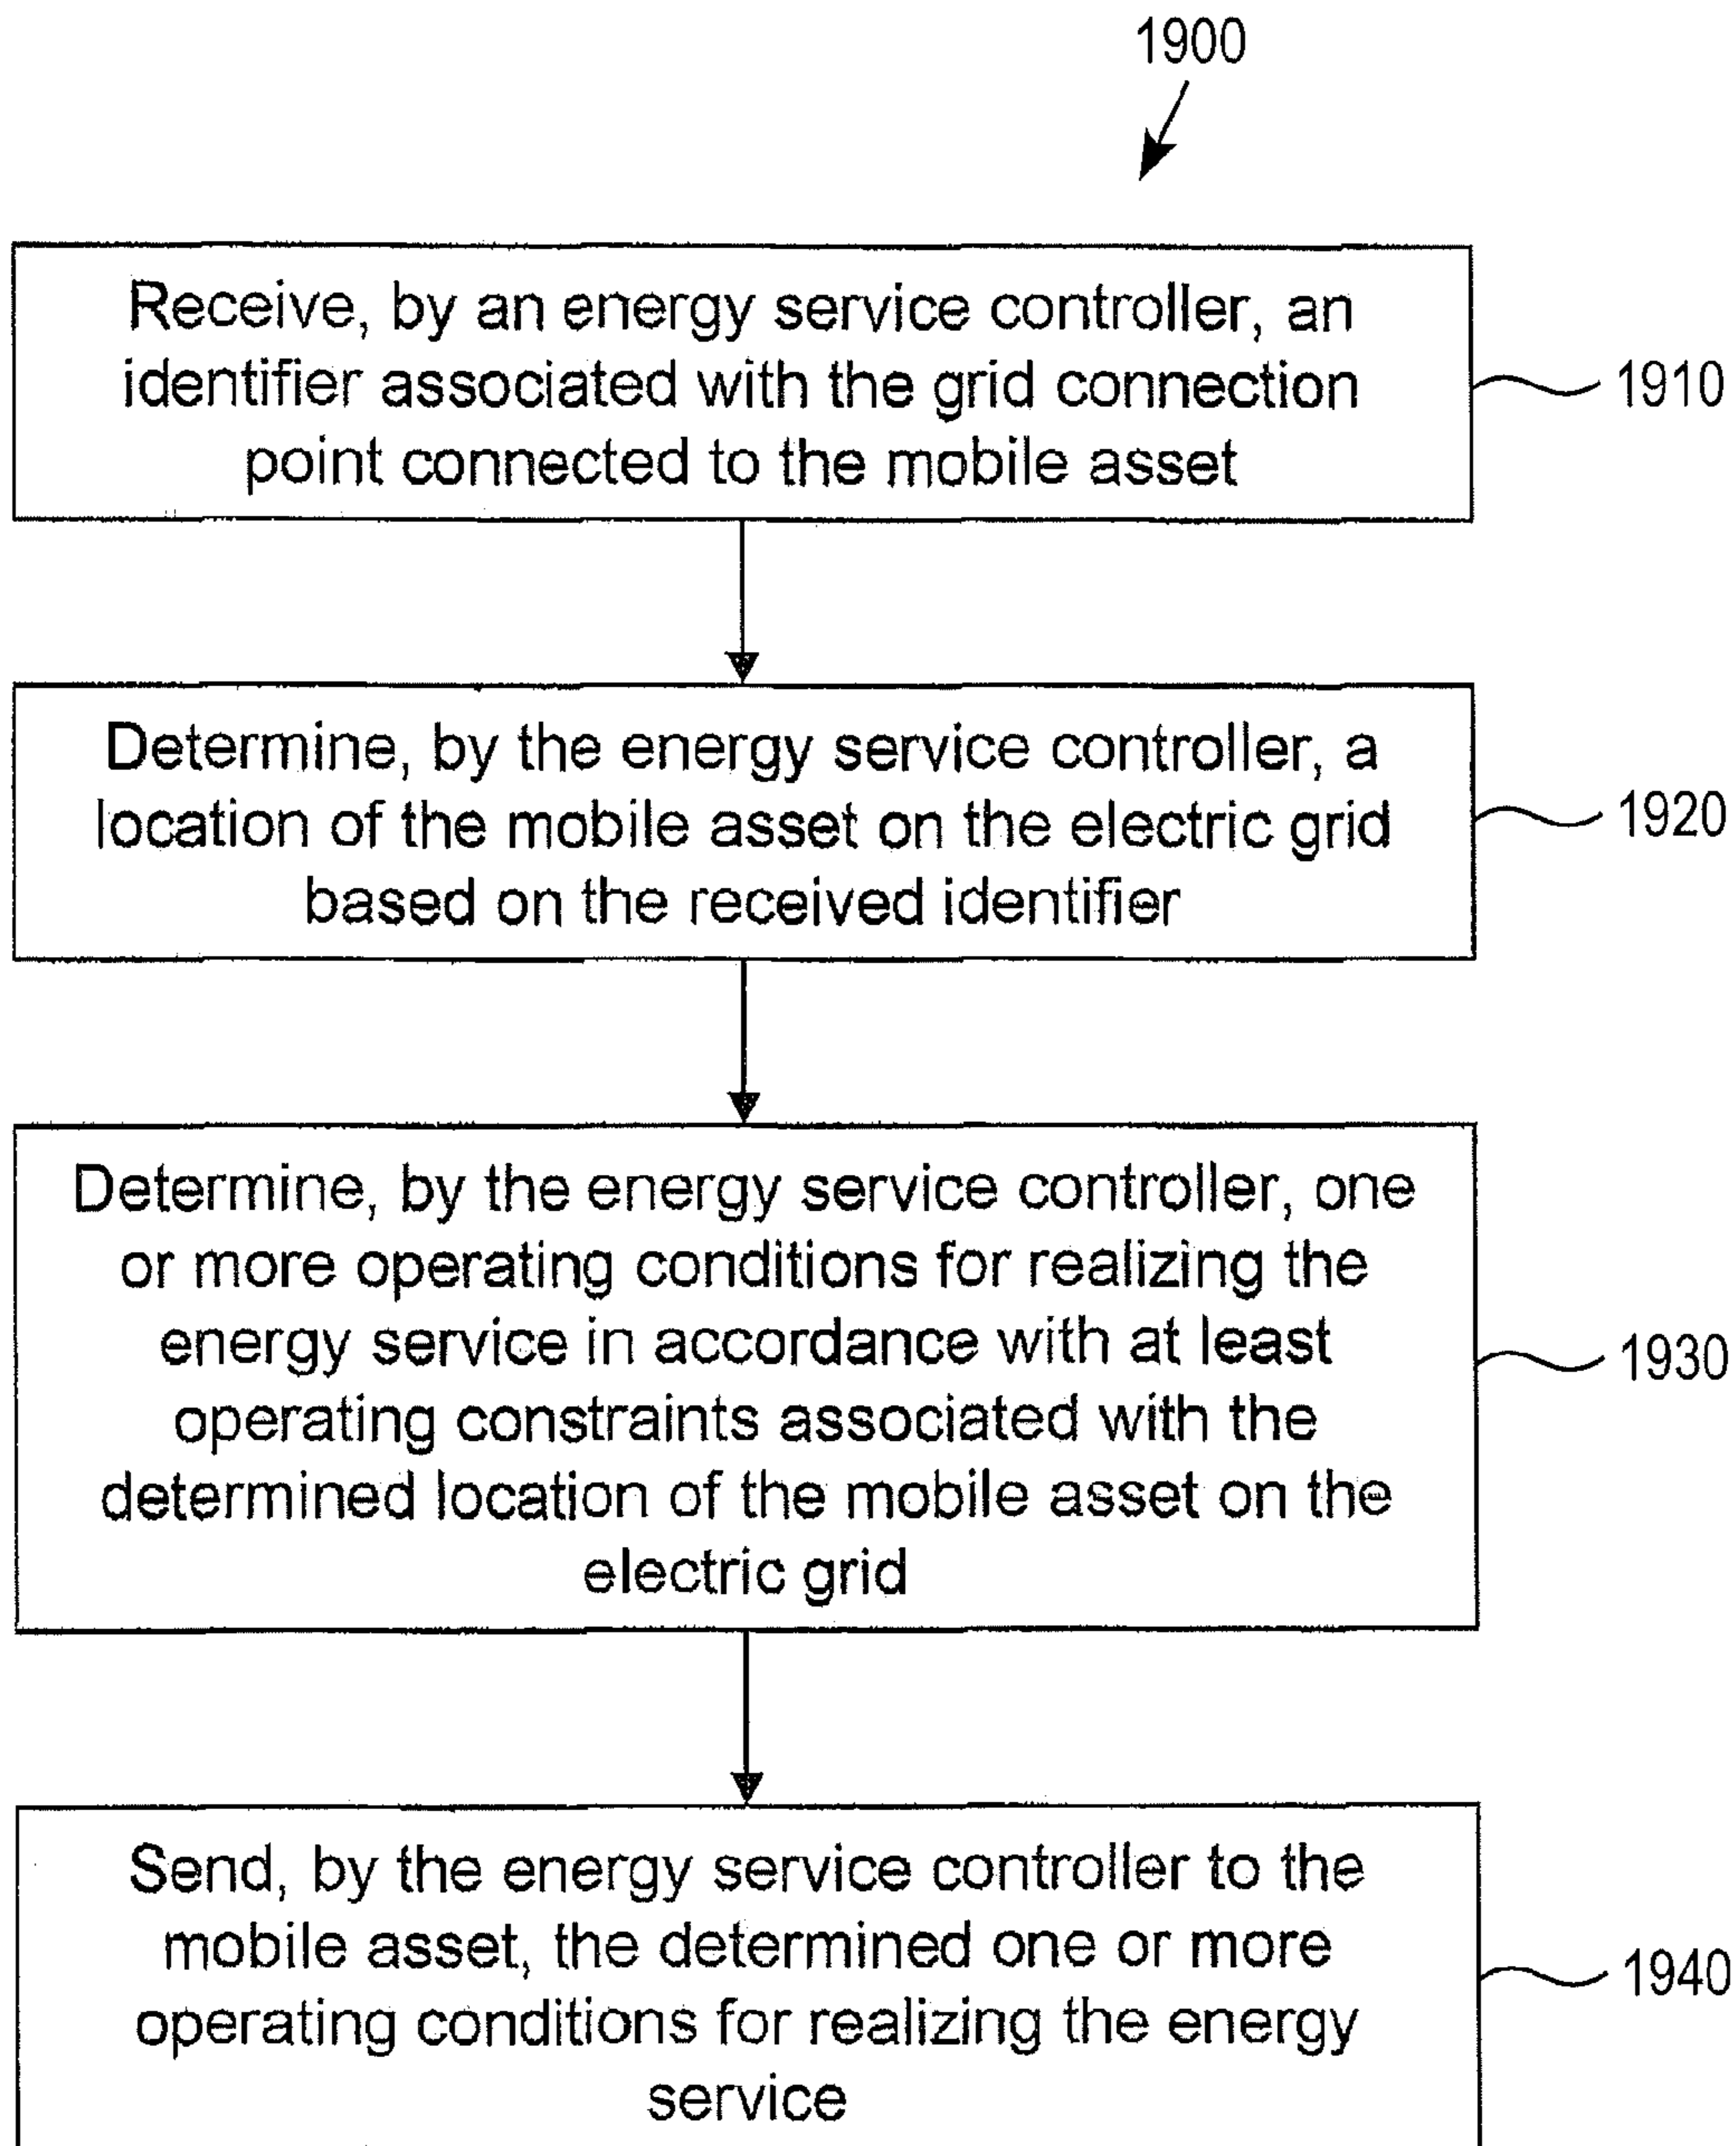 1900
Receive, by an energy service controller, an
identifier associated with the grid connection
point connected to the mobile asset
1910
Determine, by the energy service controller, a
location of the mobile asset on the electric grid
based on the received identifier
1920
Determine, by the energy service controller, one
or more operating conditions for realizing the
energy service in accordance with at least
operating constraints associated with the
determined location of the mobile asset on the
electric grid
1930
Send, by the energy service controller to the
mobile asset, the determined one or more
operating conditions for realizing the energy
service
1940